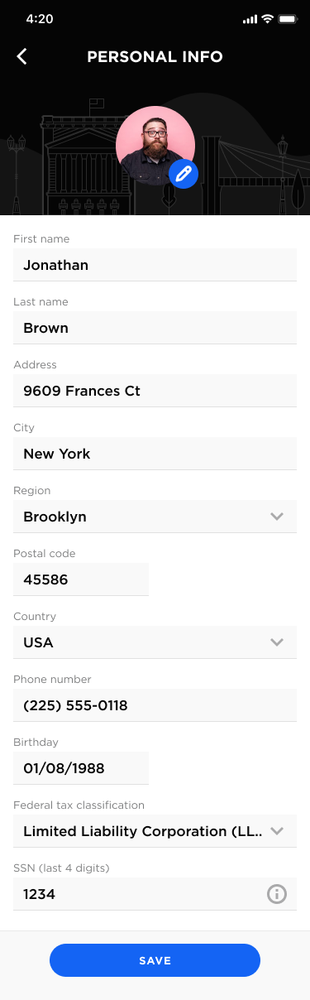 4:20
PERSONAL INFO
First name
Jonathan
Last name
Brown
Address
9609 Frances Ct
City
New York
Region
Brooklyn
Postal code
45586
Country
USA
Phone number
(225) 555-0118
Birthday
01/08/1988
Federal tax classification
Limited Liability Corporation (LL..
SSN (last 4 digits)
1234
SAVE